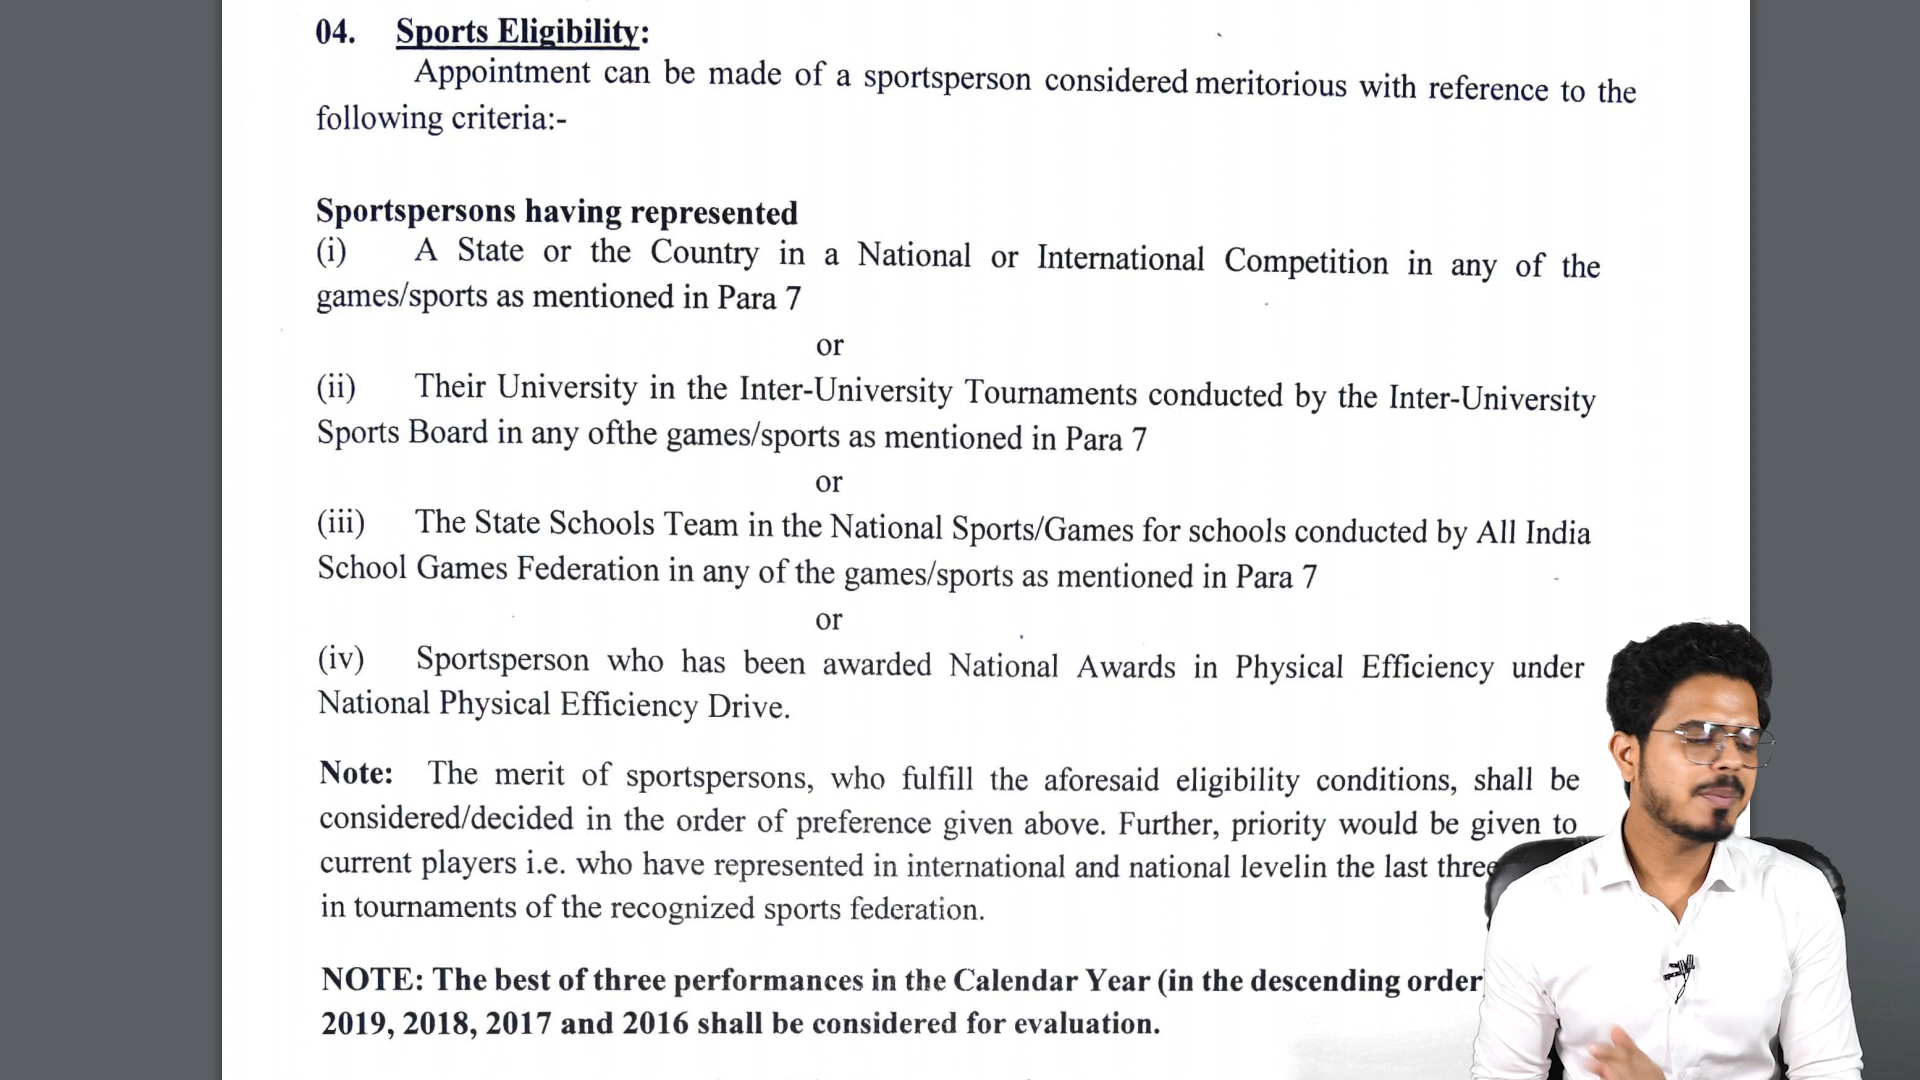 04. Sports Eligibility:
Appointment can be made of a sportsperson considered meritorious with reference to the
following criteria:-
Sportspersons having represented
(i) A State or the Country in a National or International Competition in any of the
games/sports as mentioned in Para 7
or
(ii) Their University in the Inter-University Tournaments conducted by the Inter-University
Sports Board in any ofthe games/sports as mentioned in Para 7
or
(iii) The State Schools Team in the National Sports/Games for schools conducted by All India
School Games Federation in any of the games/sports as mentioned in Para 7
or
(iv) Sportsperson who has been awarded National Awards in Physical Efficiency under
National Physical Efficiency Drive.
Note: The merit of sportspersons, who fulfill the aforesaid eligibility conditions, shall be
considered/decided in the order of preference given above. Further, priority would be given to
current players i.e. who have represented in international and national levelin the last three
in tournaments of the recognized sports federation.
NOTE: The best of three performances in the Calendar Year (in the descending order
2019, 2018, 2017 and 2016 shall be considered for evaluation.